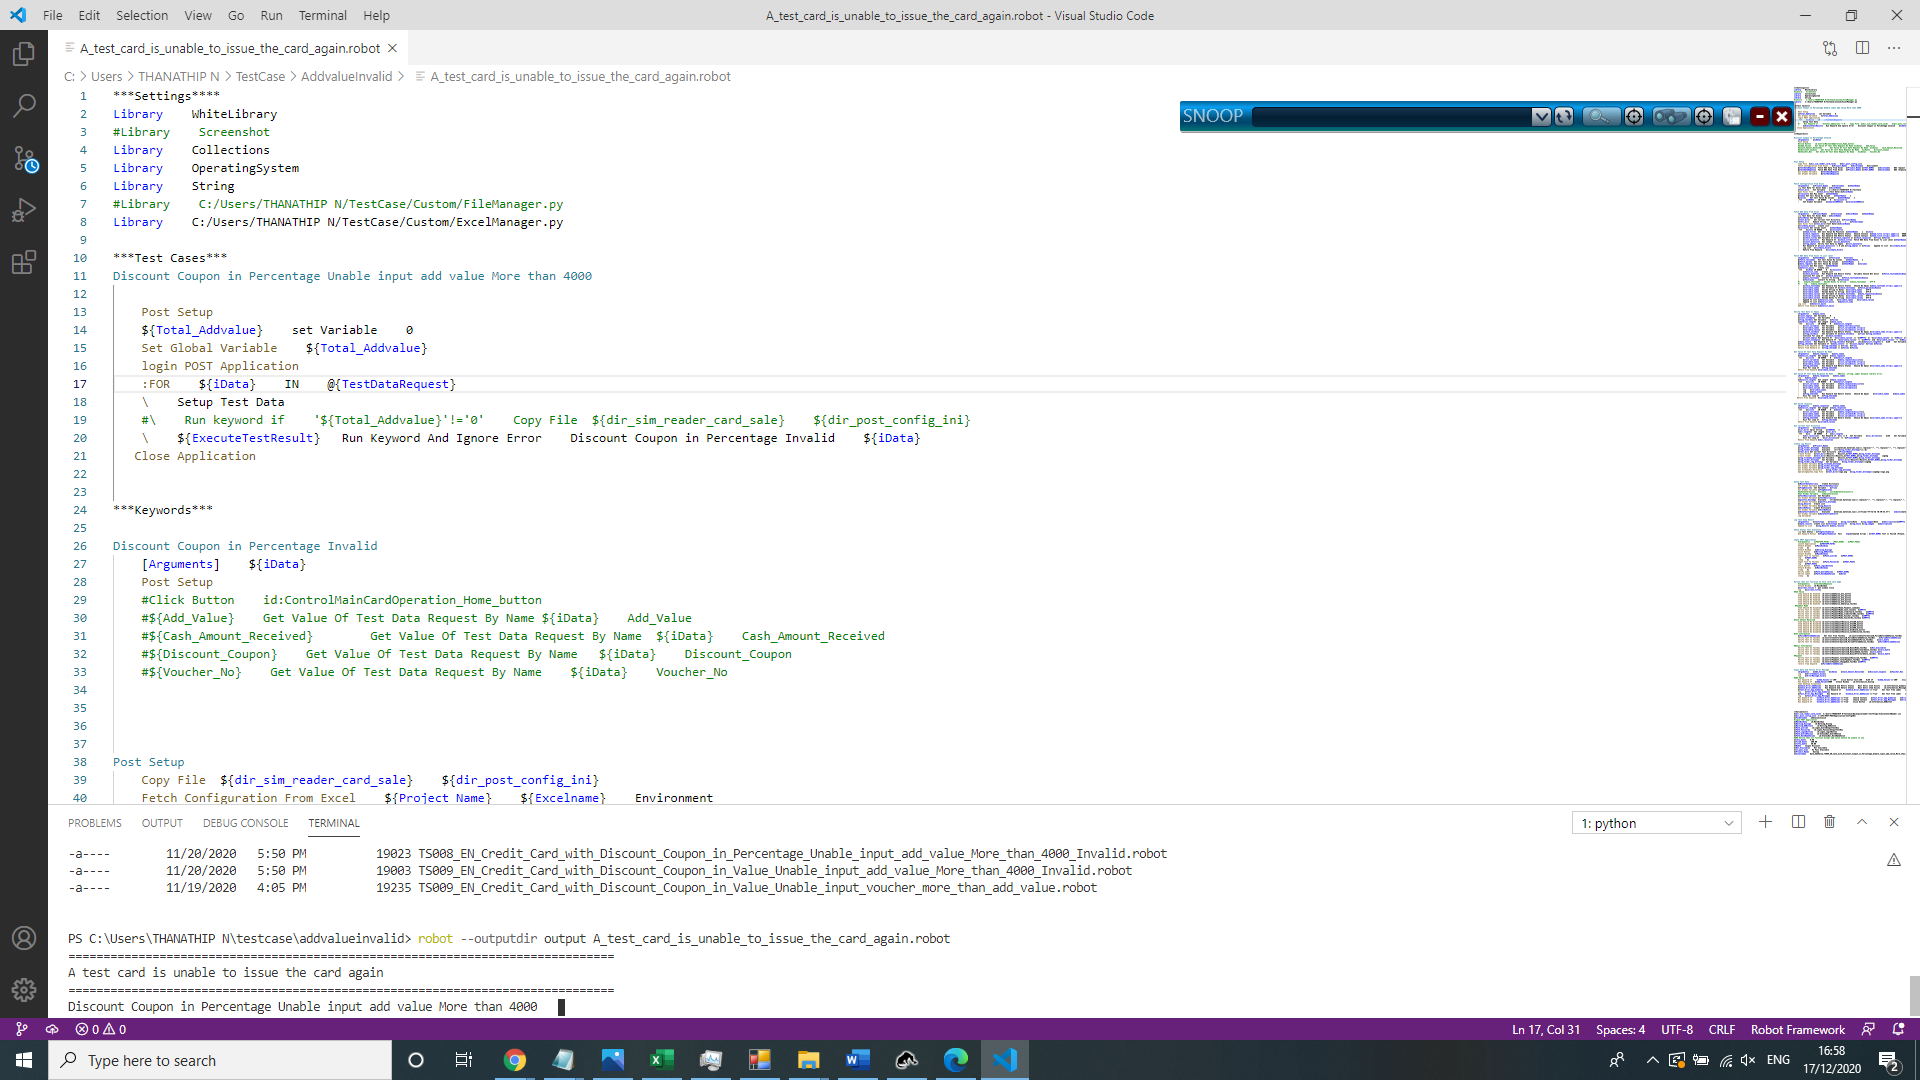 File Edit Selection View Go Run Terminal Help
A_test_card_is_unable_to_issue_the_card_again.robot - Visual Studio Code
A_test_card_is_unable_to_issue_the_card_again.robot
C: > Users > THANATHIP N > TestCase > AddvalueInvalid > A_test_card_is_unable_to_issue_the_card_again.robot
SNOOP
1 ***Settings****
2 Library WhiteLibrary
3 #Library Screenshot
4 Library Collections
5 Library OperatingSystem
6 Library String
7 #Library C:/Users/THANATHIP N/TestCase/Custom/FileManager.py
8 Library C:/Users/THANATHIP N/TestCase/Custom/ExcelManager.py
9
10 ***Test Cases***
11 Discount Coupon in Percentage Unable input add value More than 4000
12
13 Post Setup
14 ${Total_Addvalue} set Variable 0
15 Set Global Variable ${Total_Addvalue}
16 login POST Application
17 :FOR ${iData} IN @{TestDataRequest}
18 \ Setup Test Data
19 #\ Run keyword if '${Total_Addvalue}'!='0' Copy File ${dir_sim_reader_card_sale} ${dir_post_config_ini}
20 \ ${ExecuteTestResult} Run Keyword And Ignore Error Discount Coupon in Percentage Invalid ${iData}
21 Close Application
22
23
24 ***Keywords***
25
26 Discount Coupon in Percentage Invalid
27 [Arguments] ${iData}
28 Post Setup
29 #Click Button id:ControlMainCardOperation_Home_button
30 #${Add_Value} Get Value Of Test Data Request By Name ${iData} Add_Value
31 #${Cash_Amount_Received} Get Value Of Test Data Request By Name ${iData} Cash_Amount_Received
32 #${Discount_Coupon} Get Value Of Test Data Request By Name ${iData} Discount_Coupon
33 #${Voucher_No} Get Value Of Test Data Request By Name ${iData} Voucher_No
34
35
36
37
38 Post Setup
39 Copy File ${dir_sim_reader_card_sale} ${dir_post_config_ini}
40 Fetch Configuration From Excel ${Project_Name} ${Excelname} Environment
PROBLEMS OUTPUT DEBUG CONSOLE TERMINAL
1: python
-a---- 11/20/2020 5:50 PM 19023 TS008_EN_Credit_Card_with_Discount_Coupon_in_Percentage_Unable_input_add_value_More_than_4000_Invalid.robot
-a---- 11/20/2020 5:50 PM 19003 TS009_EN_Credit_Card_with_Discount_Coupon_in_Value_Unable_input_add_value_More_than_4000_Invalid.robot
-a---- 11/19/2020 4:05 PM 19235 TS009_EN_Credit_Card_with_Discount_Coupon_in_Value_Unable_input_voucher_more_than_add_value.robot
PS C:\Users\THANATHIP N\testcase\addvalueinvalid> robot --outputdir output A_test_card_is_unable_to_issue_the_card_again.robot
==============================================================================
A test card is unable to issue the card again
==============================================================================
Discount Coupon in Percentage Unable input add value More than 4000
0 0
Ln 17, Col 31 Spaces: 4 UTF-8 CRLF Robot Framework
Type here to search
ENG
16:58
17/12/2020
2